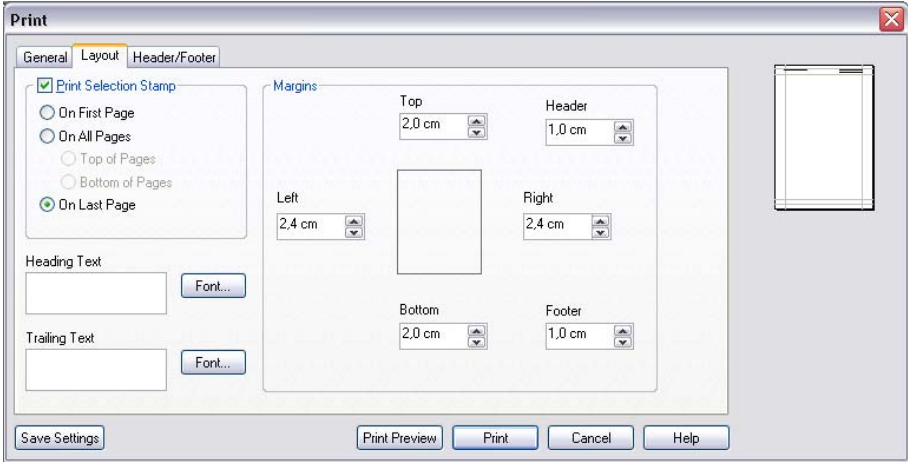 Print
General Layout Header/Footer
Print Selection Stamp
On First Page
On All Pages
Top of Pages
Bottom of Pages
On Last Page
Heading Text
Font...
Trailing Text
Font...
Margins
Top
2,0 cm
Header
1,0 cm
Left
2,4 cm
Right
2,4 cm
Bottom
2,0 cm
Footer
1,0 cm
Save Settings Print Preview Print Cancel Help